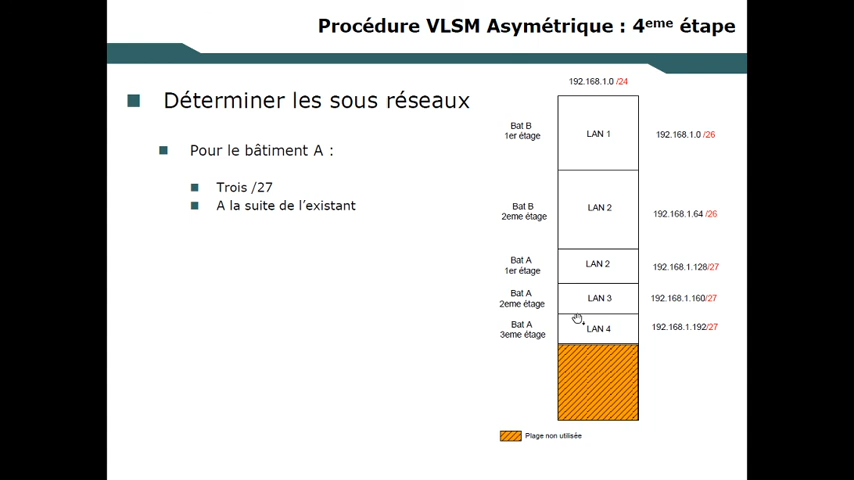 Procédure VLSM Asymétrique : 4eme étape
Déterminer les sous réseaux
Pour le bâtiment A :
Trois /27
A la suite de l'existant
192.168.1.0 /24
Bat B
1er étage
LAN 1
192.168.1.0 /26
Bat B
2eme étage
LAN 2
192.168.1.64 /26
Bat A
1er étage
LAN 2
192.168.1.128/27
Bat A
2eme étage
LAN 3
192.168.1.160/27
Bat A
3eme étage
LAN 4
192.168.1.192/27
Plage non utilisée